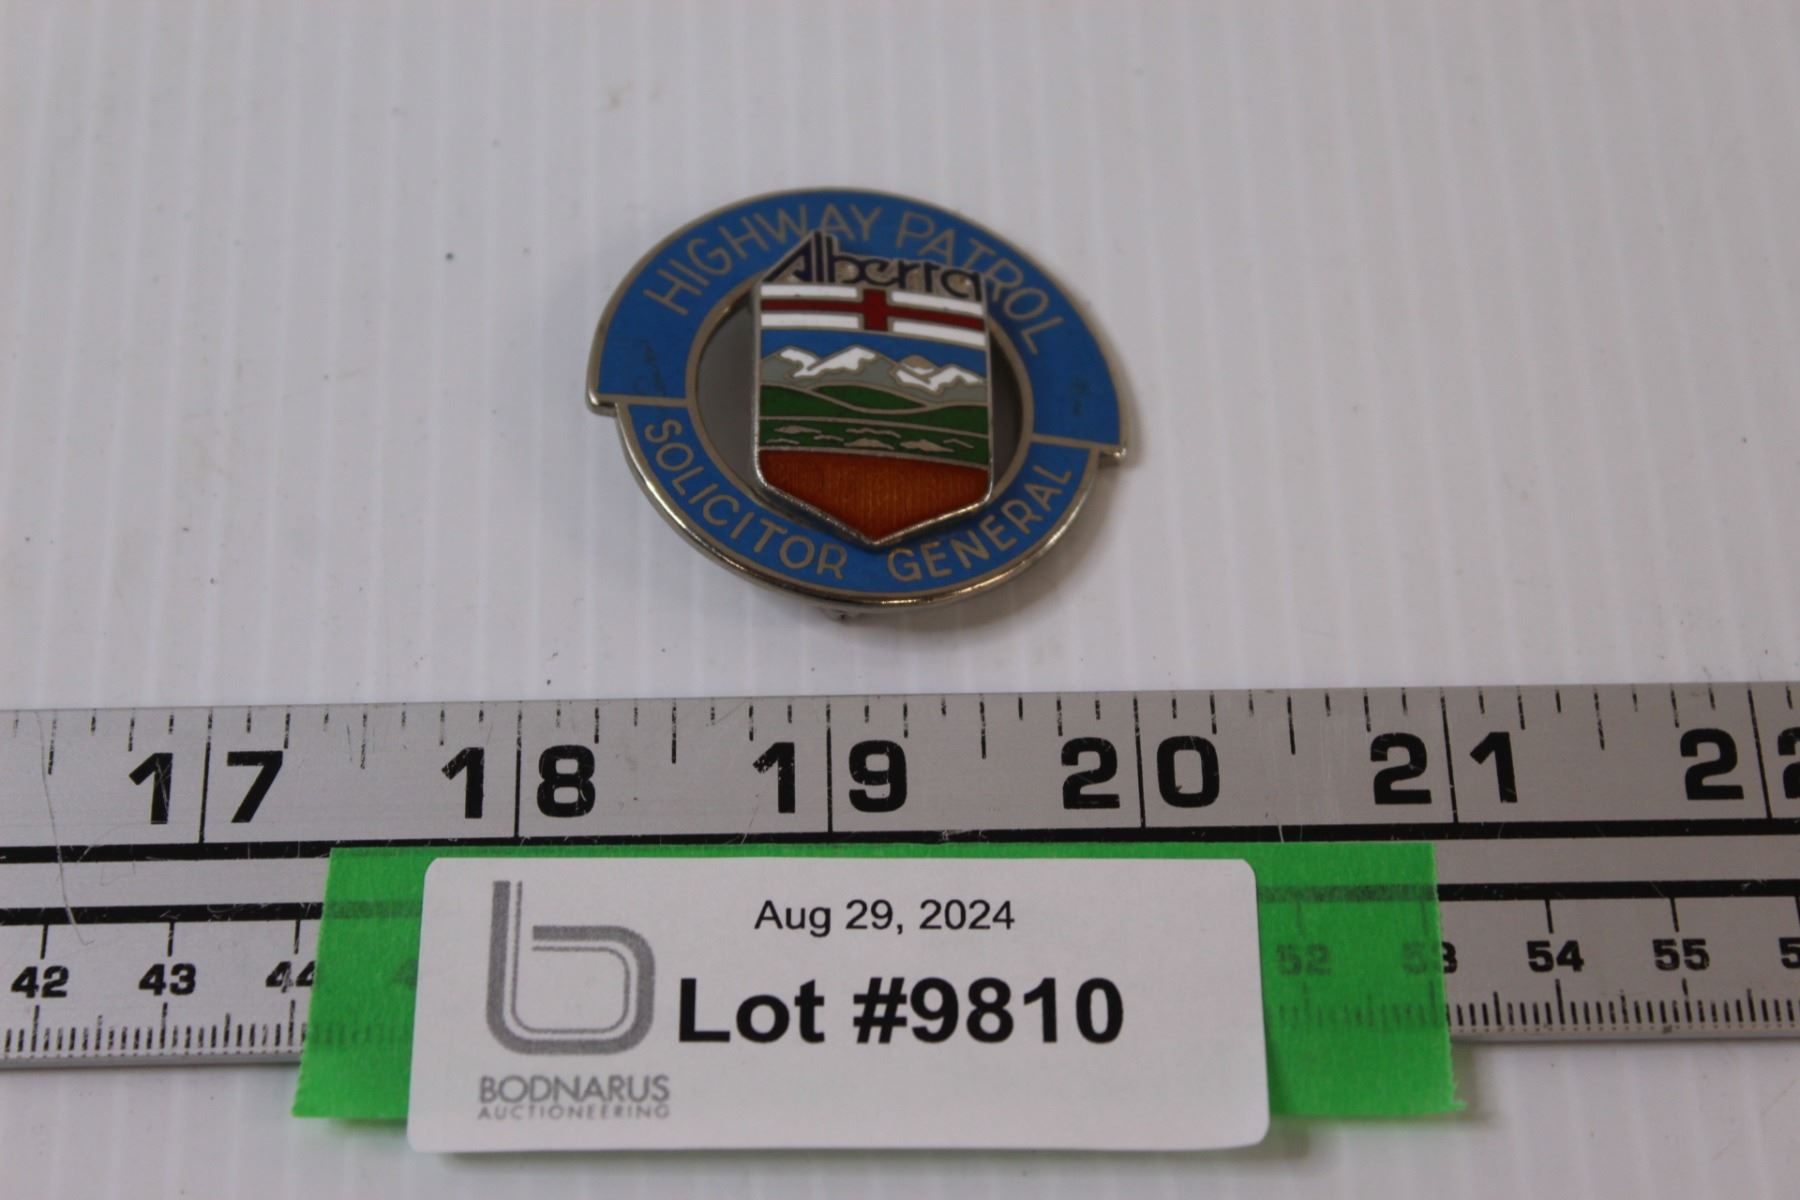 HIGHWAY PATROL
Alberta
SOLICITOR GENERAL
17 18 19 20 21 22
42 43 44 52 53 54 55
Aug 29, 2024
Lot #9810
BODNARUS
AUCTIONEERING